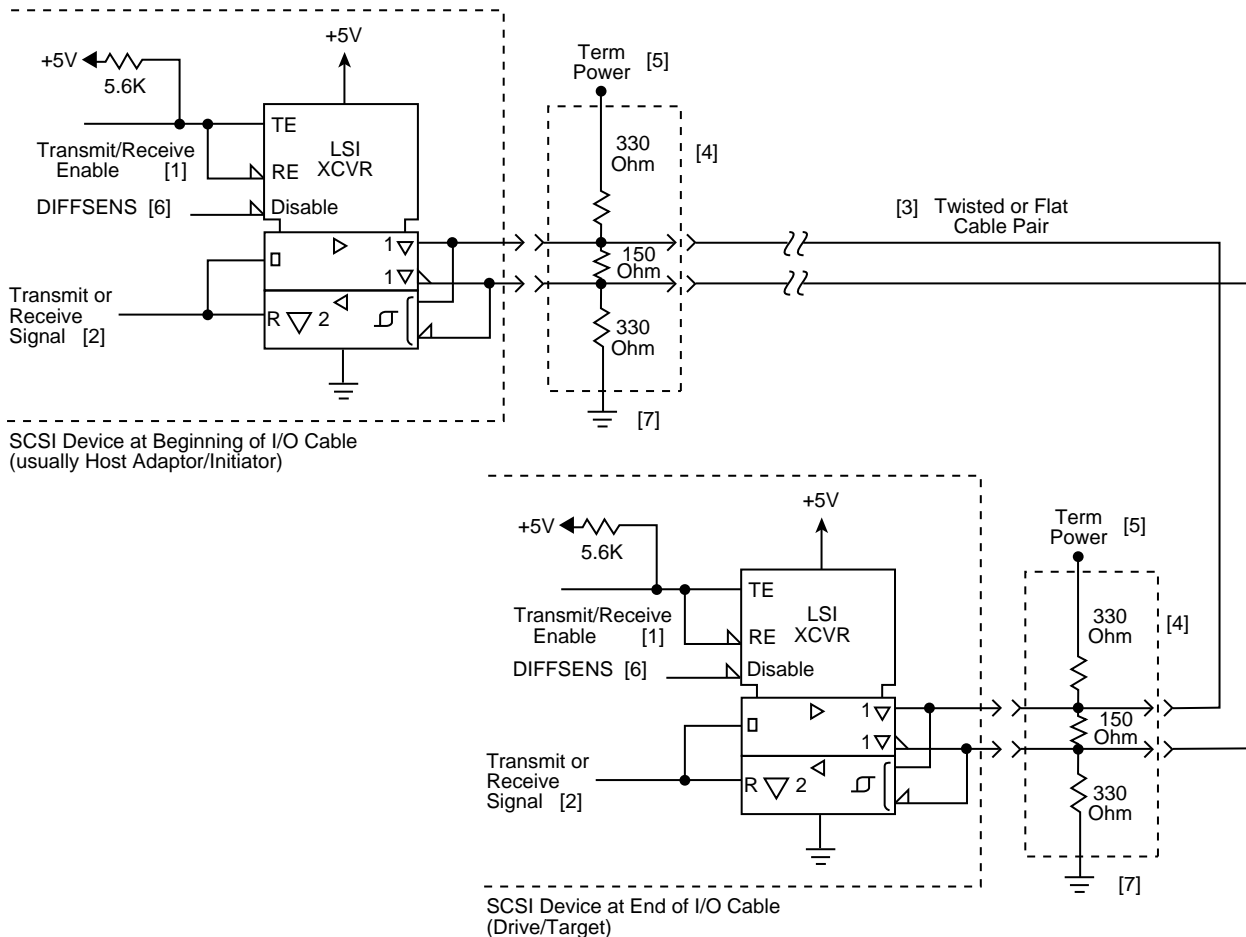 +5V
5.6K
+5V
TE
LSI
XCVR
Transmit/Receive
Enable [1]
RE
DIFFSENS [6]
Disable
1
1
Transmit or
Receive
Signal [2]
R 2
Term
Power [5]
330
Ohm
[4]
150
Ohm
330
Ohm
[7]
[3] Twisted or Flat
Cable Pair
SCSI Device at Beginning of I/O Cable
(usually Host Adaptor/Initiator)
+5V
5.6K
+5V
TE
LSI
XCVR
Transmit/Receive
Enable [1]
RE
DIFFSENS [6]
Disable
1
1
Transmit or
Receive
Signal [2]
R 2
Term
Power [5]
330
Ohm
[4]
150
Ohm
330
Ohm
[7]
SCSI Device at End of I/O Cable
(Drive/Target)